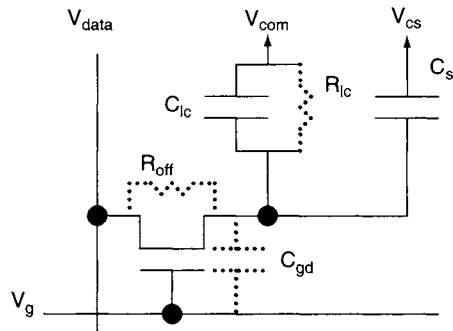 V_data
V_com
V_cs
C_s
C_lc
R_lc
R_off
C_gd
V_g